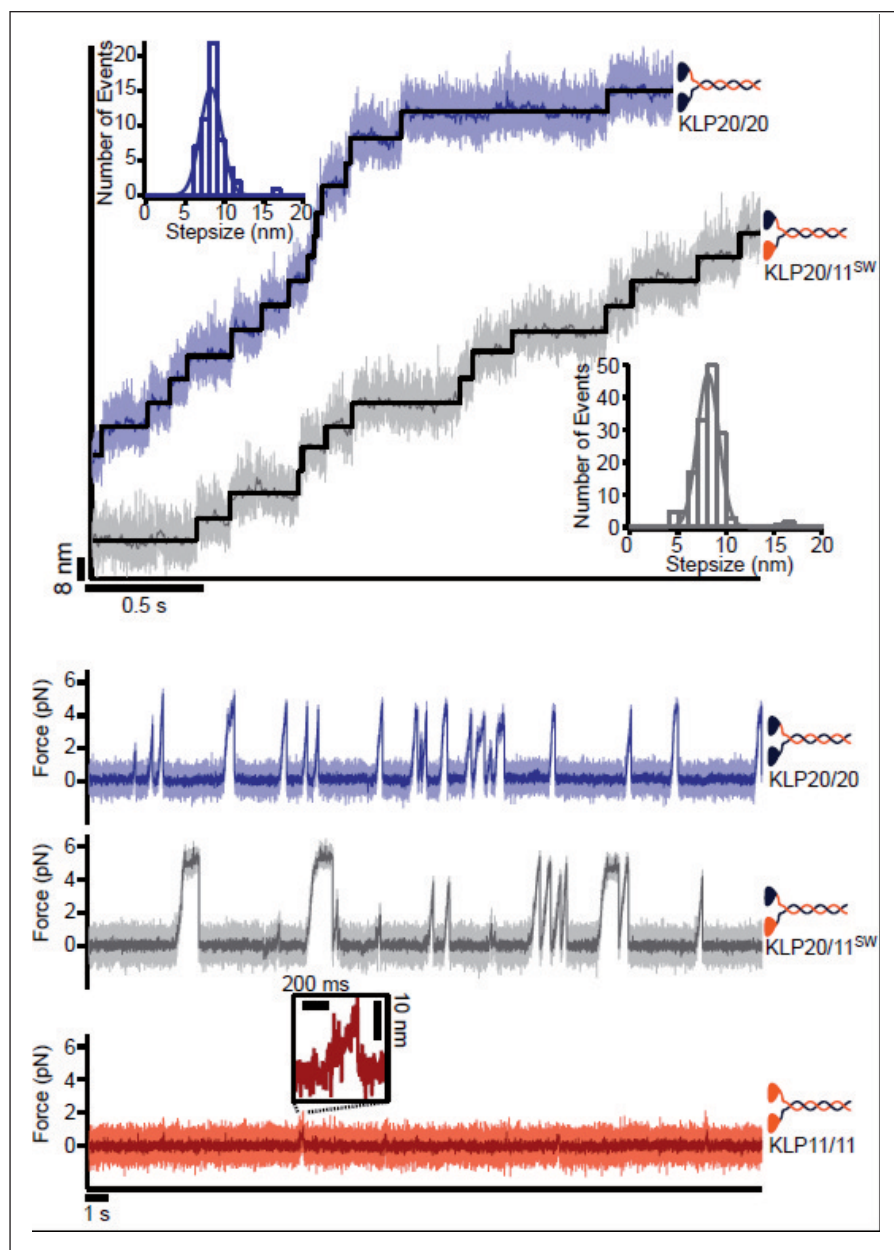 20
15
10
5
0
Number of Events
0 5 10 15 20
Stepsize (nm)
KLP20/20
KLP20/11SW
50
40
30
20
10
0
Number of Events
0 5 10 15 20
Stepsize (nm)
8 nm
0.5 s
6
4
2
0
Force (pN)
KLP20/20
6
4
2
0
Force (pN)
KLP20/11SW
200 ms
10 nm
6
4
2
0
Force (pN)
KLP11/11
1 s